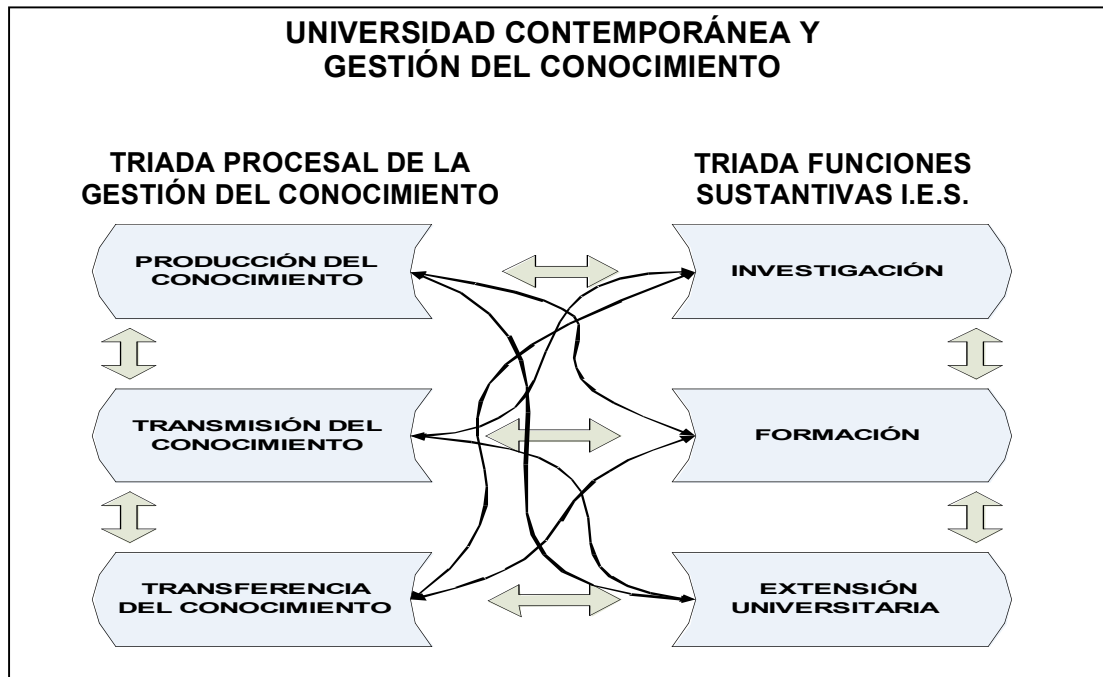 UNIVERSIDAD CONTEMPORÁNEA Y
GESTIÓN DEL CONOCIMIENTO
TRIADA PROCESAL DE LA
GESTIÓN DEL CONOCIMIENTO
TRIADA FUNCIONES
SUSTANTIVAS I.E.S.
PRODUCCIÓN DEL
CONOCIMIENTO
INVESTIGACIÓN
TRANSMISIÓN DEL
CONOCIMIENTO
FORMACIÓN
TRANSFERENCIA
DEL CONOCIMIENTO
EXTENSIÓN
UNIVERSITARIA